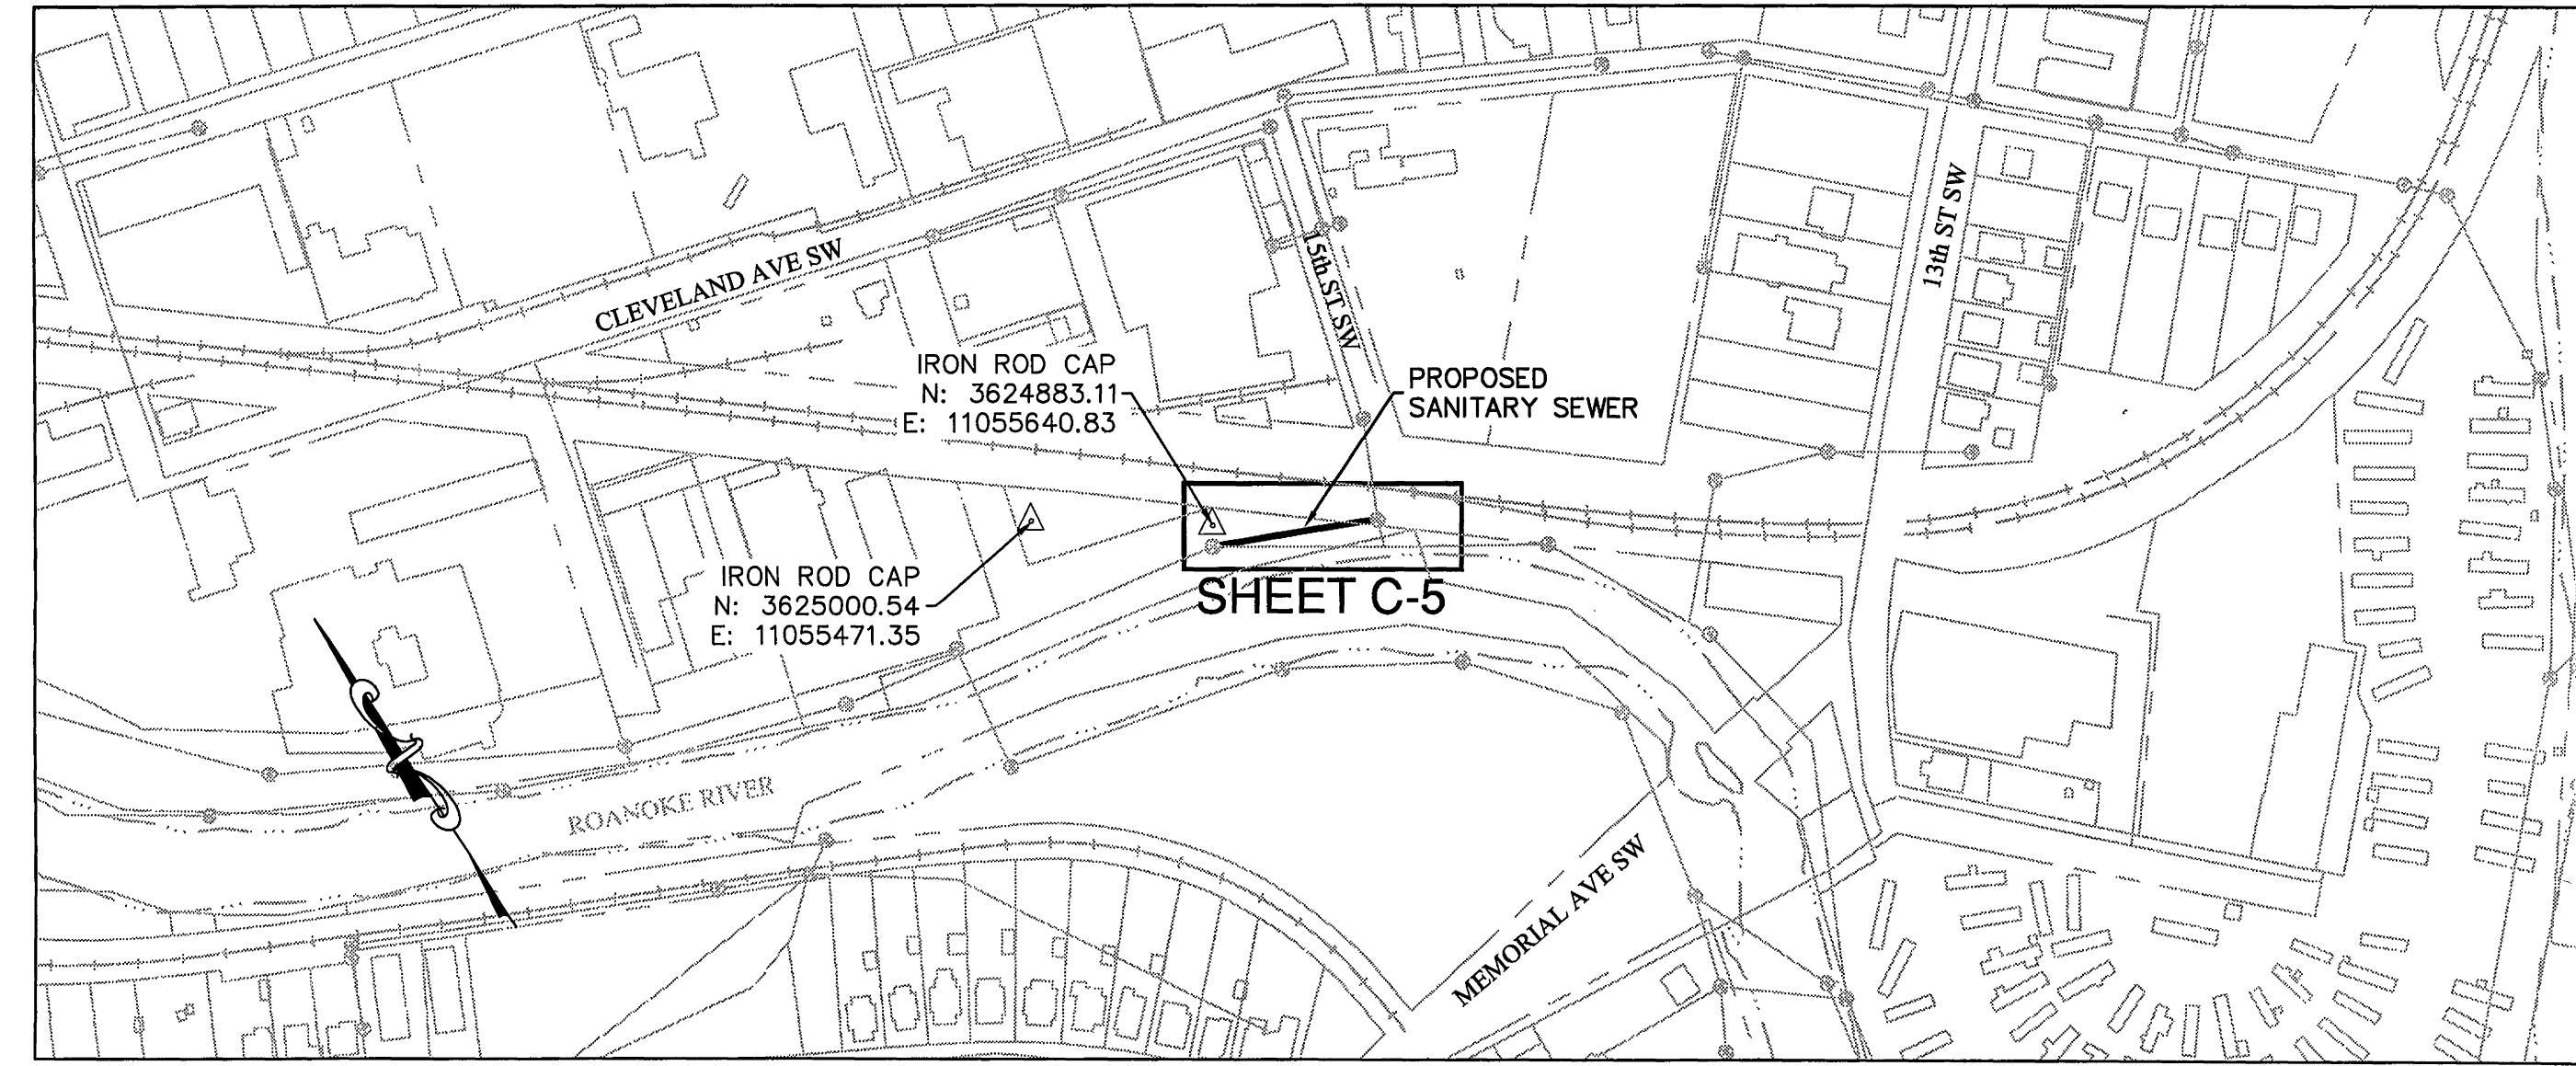 CLEVELAND AVE SW
15th ST SW
13th ST SW
IRON ROD CAP
N: 3624883.11
E: 11055640.83
PROPOSED
SANITARY SEWER
IRON ROD CAP
N: 3625000.54
E: 11055471.35
SHEET C-5
ROANOKE RIVER
MEMORIAL AVE SW